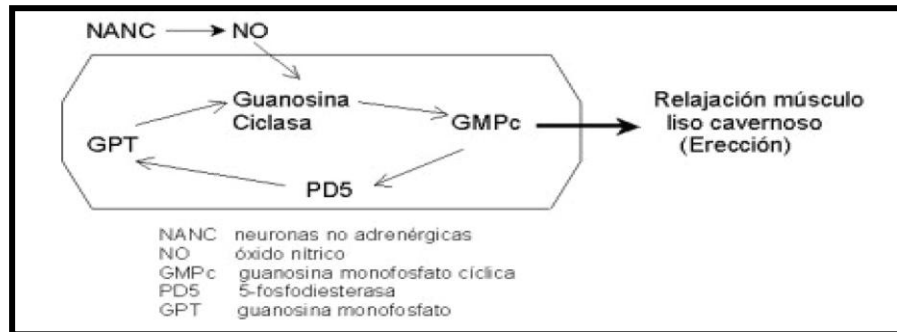 NANC NO
Guanosina
Ciclasa
GMPc
GPT
PD5
Relajación músculo
liso cavernoso
(Erección)
NANC neuronas no adrenérgicas
NO óxido nítrico
GMPc guanosina monofosfato cíclica
PD5 5-fosfodiesterasa
GPT guanosina monofosfato